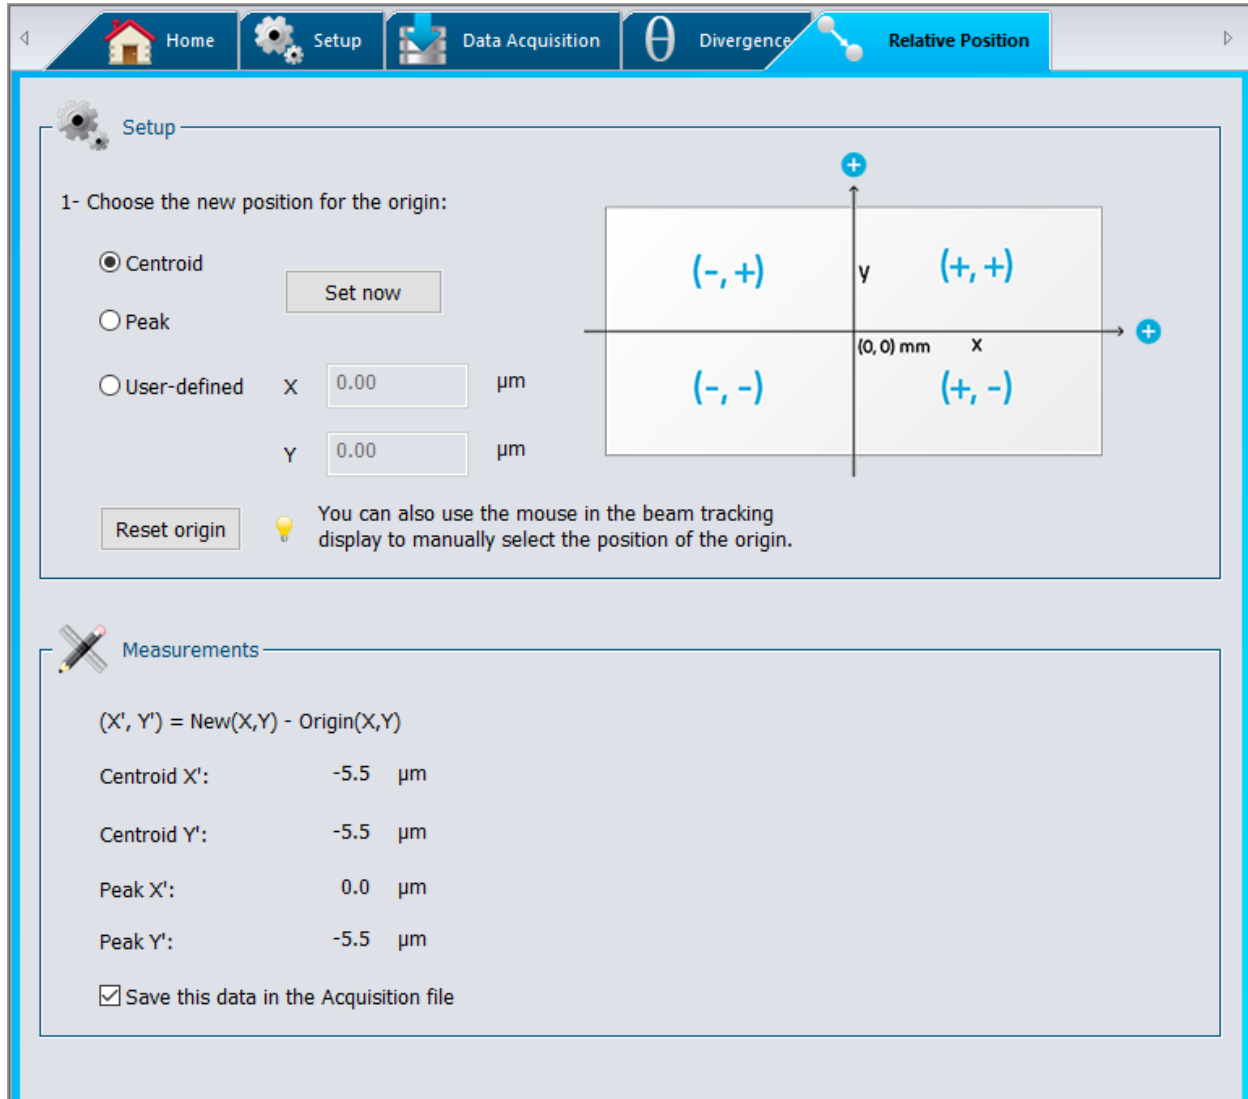 Home
Setup
Data Acquisition
θ
Divergence
Relative Position
Setup
1- Choose the new position for the origin:
Centroid
Set now
Peak
User-defined
X
0.00
µm
Y
0.00
µm
Reset origin
You can also use the mouse in the beam tracking
display to manually select the position of the origin.
+
(-, +)
y
(+, +)
+
(0, 0) mm
x
(-, -)
(+, -)
Measurements
(X', Y') = New(X,Y) - Origin(X,Y)
Centroid X': -5.5 µm
Centroid Y': -5.5 µm
Peak X': 0.0 µm
Peak Y': -5.5 µm
Save this data in the Acquisition file